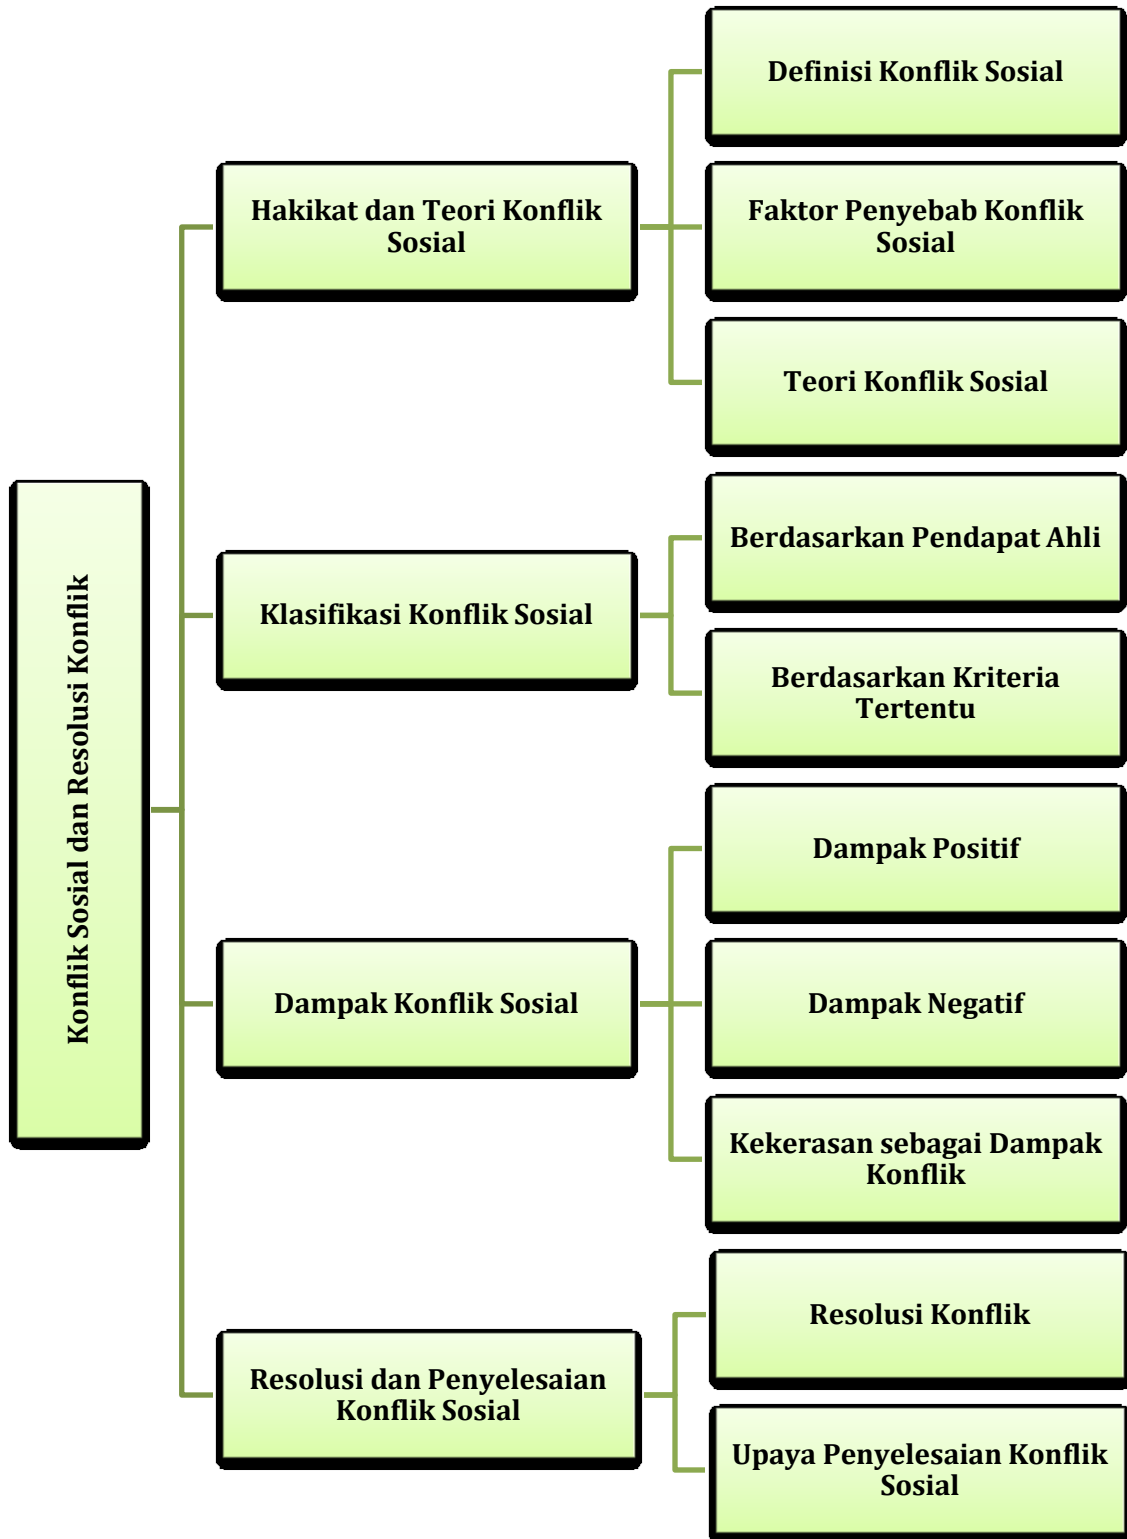 Konflik Sosial dan Resolusi Konflik
Hakikat dan Teori Konflik
Sosial
Definisi Konflik Sosial
Faktor Penyebab Konflik
Sosial
Teori Konflik Sosial
Klasifikasi Konflik Sosial
Berdasarkan Pendapat Ahli
Berdasarkan Kriteria
Tertentu
Dampak Konflik Sosial
Dampak Positif
Dampak Negatif
Kekerasan sebagai Dampak
Konflik
Resolusi dan Penyelesaian
Konflik Sosial
Resolusi Konflik
Upaya Penyelesaian Konflik
Sosial